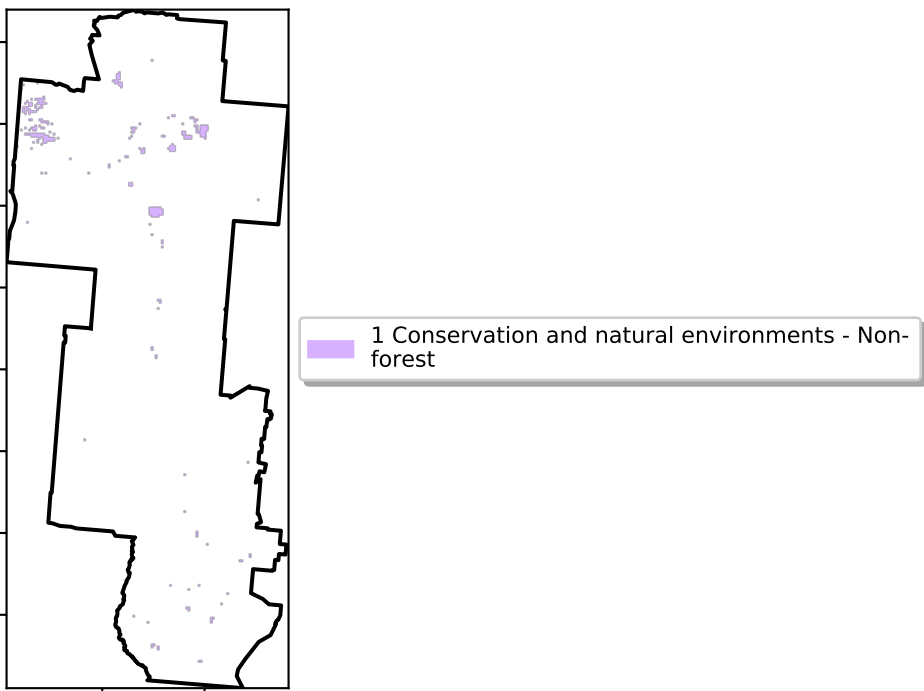 1 Conservation and natural environments - Non-
forest